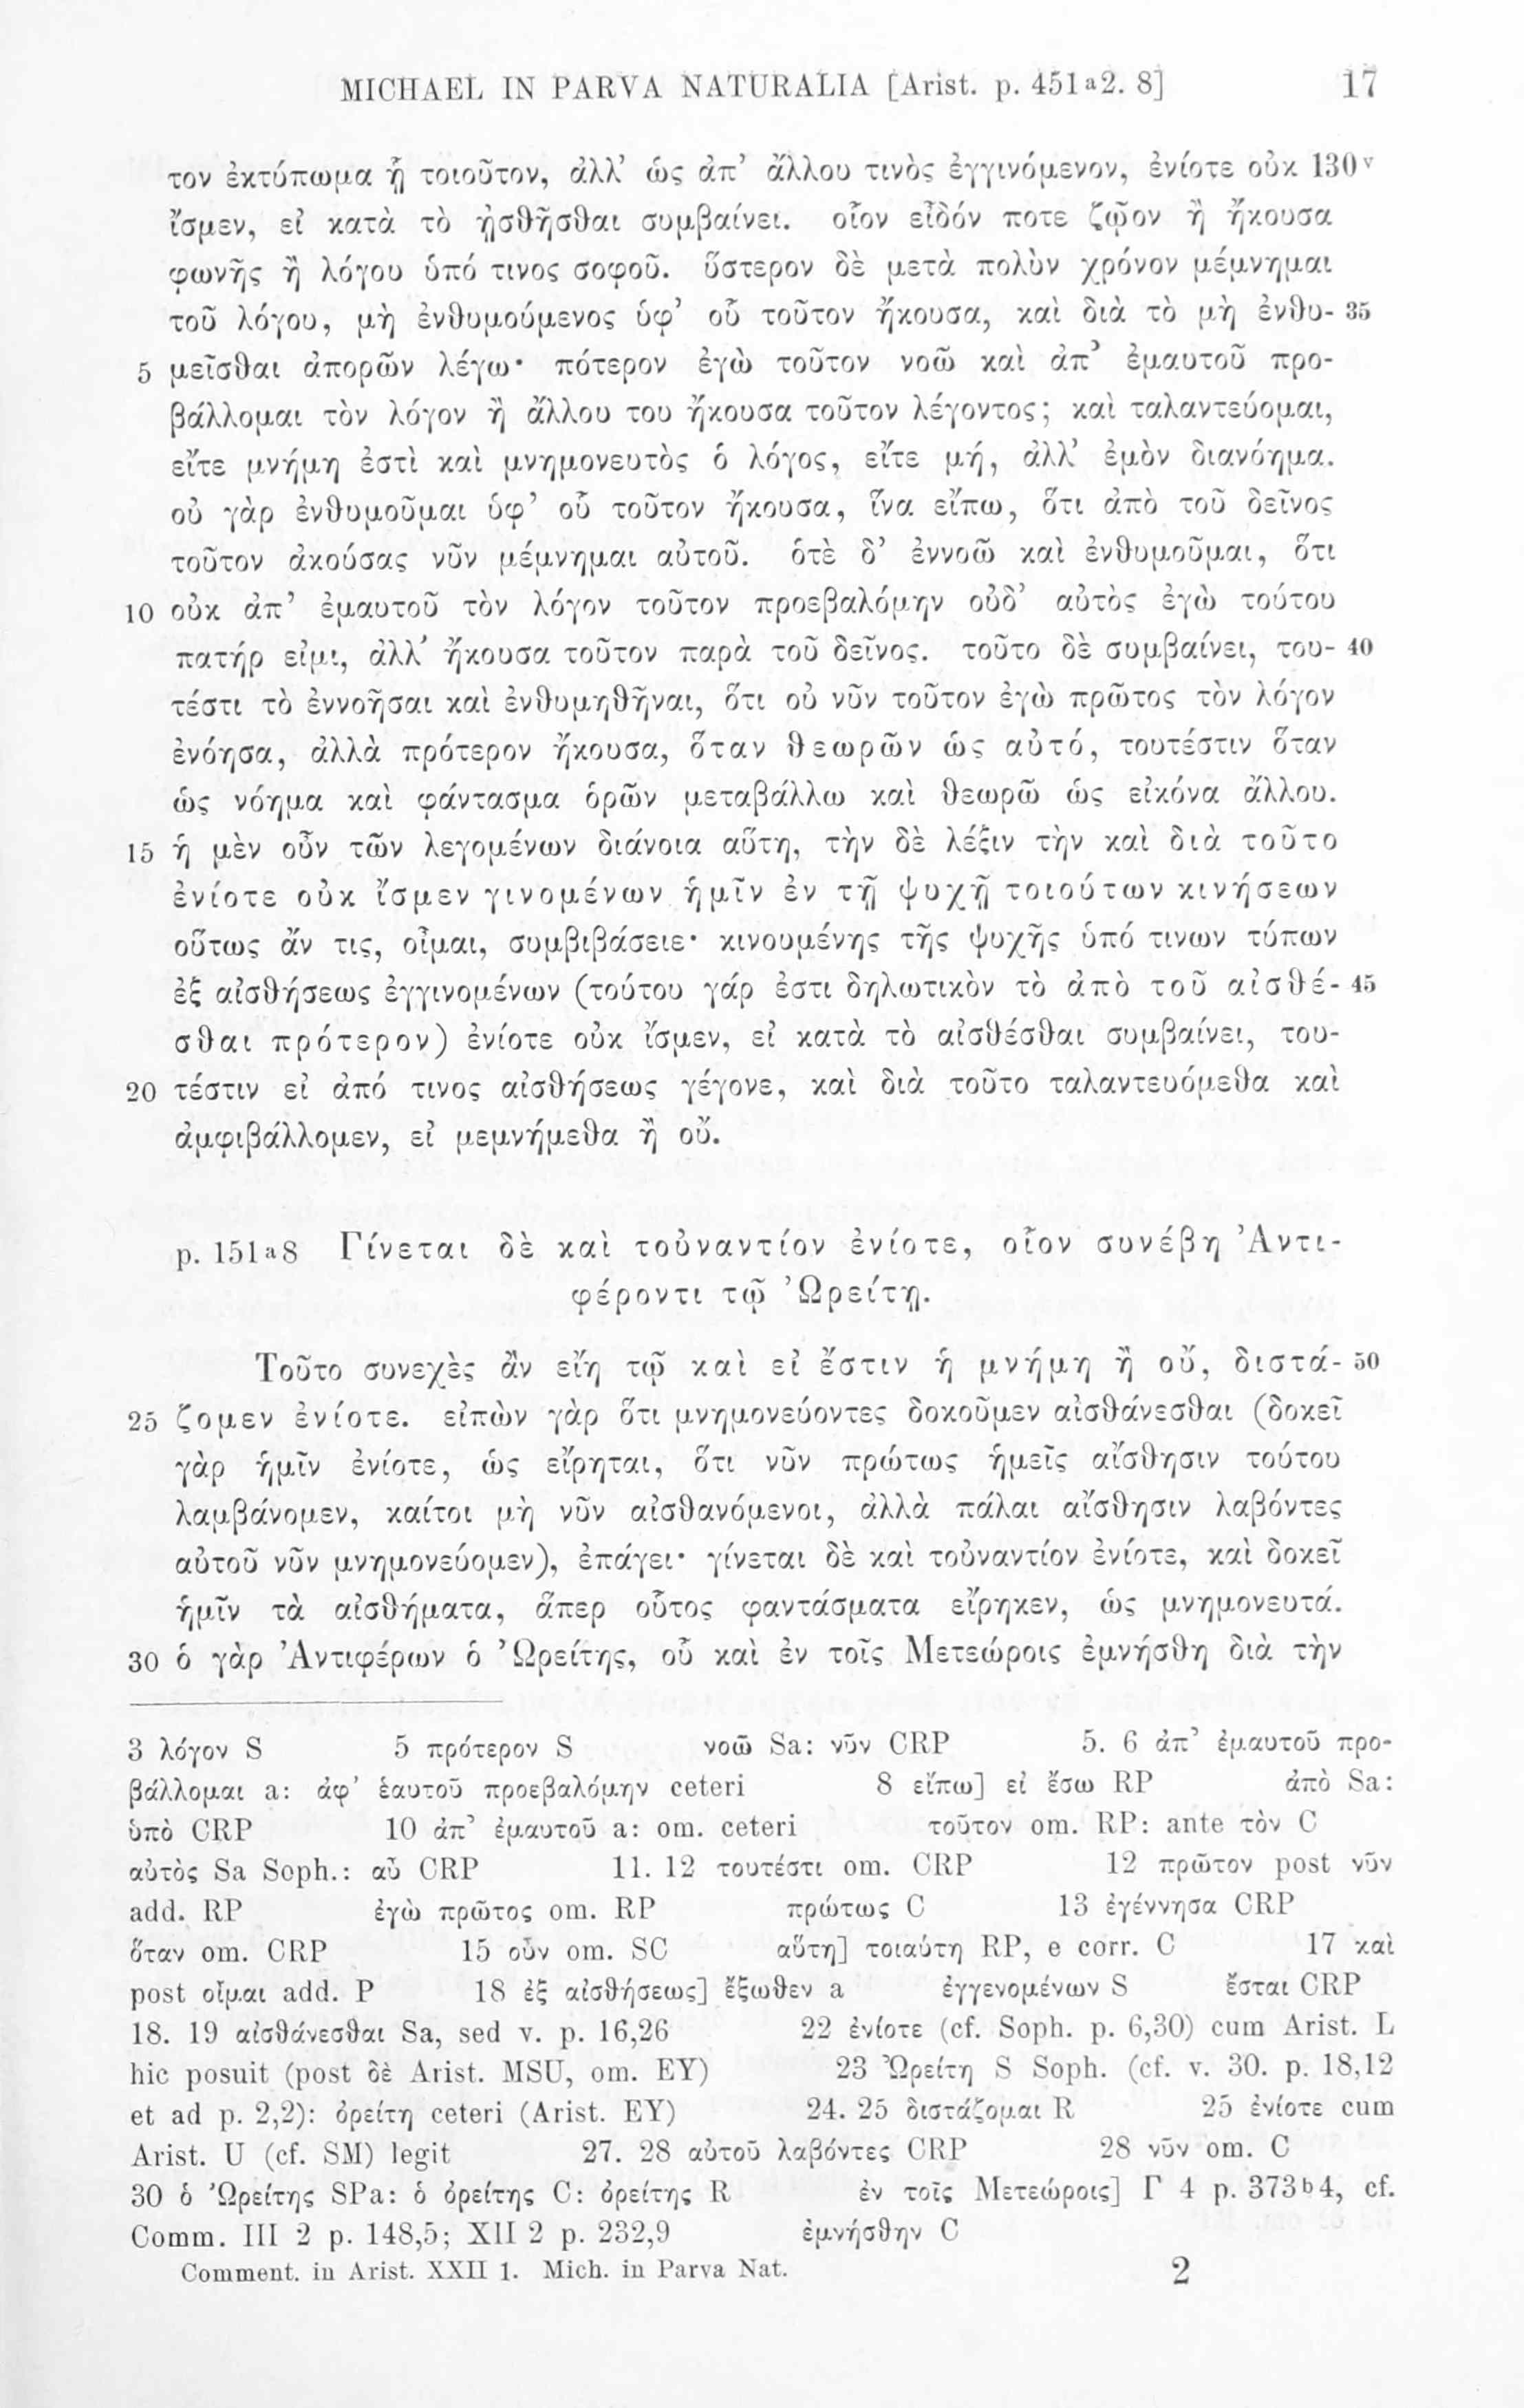 MICHAEL IN PARVA NATURALIA [Arist. p. 451ᵃ2. 8] 17
τον ἐκτύπωμα ᾖ τοιοῦτον, ἀλλ’ ὡς ἀπ’ ἄλλου τινὸς ἐγγινόμενον, ἐνίοτε οὐκ 130ᵛ
ἴσμεν, εἰ κατὰ τὸ ᾐσθῆσθαι συμβαίνει. οἷον εἶδόν ποτε ζῷον ἢ ἤκουσα
φωνῆς ἢ λόγου ὑπό τινος σοφοῦ. ὕστερον δὲ μετὰ πολὺν χρόνον μέμνημαι
τοῦ λόγου, μὴ ἐνθυμούμενος ὑφ’ οὗ τοῦτον ἤκουσα, καὶ διὰ τὸ μὴ ἐνθυ- 35
5 μεῖσθαι ἀπορῶν λέγω· πότερον ἐγὼ τοῦτον νοῶ καὶ ἀπ’ ἐμαυτοῦ προ-
βάλλομαι τὸν λόγον ἢ ἄλλου του ἤκουσα τοῦτον λέγοντος; καὶ ταλαντεύομαι,
εἴτε μνήμη ἐστὶ καὶ μνημονευτὸς ὁ λόγος, εἴτε μή, ἀλλ’ ἐμὸν διανόημα.
οὐ γὰρ ἐνθυμοῦμαι ὑφ’ οὗ τοῦτον ἤκουσα, ἵνα εἴπω, ὅτι ἀπὸ τοῦ δεῖνος
τοῦτον ἀκούσας νῦν μέμνημαι αὐτοῦ. ὁτὲ δ’ ἐννοῶ καὶ ἐνθυμοῦμαι, ὅτι
10 οὐκ ἀπ’ ἐμαυτοῦ τὸν λόγον τοῦτον προεβαλόμην οὐδ’ αὐτὸς ἐγὼ τούτου
πατήρ εἰμι, ἀλλ’ ἤκουσα τοῦτον παρὰ τοῦ δεῖνος. τοῦτο δὲ συμβαίνει, του- 40
τέστι τὸ ἐννοῆσαι καὶ ἐνθυμηθῆναι, ὅτι οὐ νῦν τοῦτον ἐγὼ πρῶτος τὸν λόγον
ἐνόησα, ἀλλὰ πρότερον ἤκουσα, ὅταν θεωρῶν ὡς αὐτό, τουτέστιν ὅταν
ὡς νόημα καὶ φάντασμα ὁρῶν μεταβάλλω καὶ θεωρῶ ὡς εἰκόνα ἄλλου.
15 ἡ μὲν οὖν τῶν λεγομένων διάνοια αὕτη, τὴν δὲ λέξιν τὴν καὶ διὰ τοῦτο
ἐνίοτε οὐκ ἴσμεν γινομένων ἡμῖν ἐν τῇ ψυχῇ τοιούτων κινήσεων
οὕτως ἄν τις, οἶμαι, συμβιβάσειε· κινουμένης τῆς ψυχῆς ὑπό τινων τύπων
ἐξ αἰσθήσεως ἐγγινομένων (τούτου γάρ ἐστι δηλωτικὸν τὸ ἀπὸ τοῦ αἰσθέ- 45
σθαι πρότερον) ἐνίοτε οὐκ ἴσμεν, εἰ κατὰ τὸ αἰσθέσθαι συμβαίνει, του-
20 τέστιν εἰ ἀπό τινος αἰσθήσεως γέγονε, καὶ διὰ τοῦτο ταλαντευόμεθα καὶ
ἀμφιβάλλομεν, εἰ μεμνήμεθα ἢ οὔ.
p. 151ᵃ8 Γίνεται δὲ καὶ τοὐναντίον ἐνίοτε, οἷον συνέβη Ἀντι-
φέροντι τῷ Ὠρείτῃ.
Τοῦτο συνεχὲς ἂν εἴη τῷ καὶ εἰ ἔστιν ἡ μνήμη ἢ οὔ, διστά- 50
25 ζομεν ἐνίοτε. εἰπὼν γὰρ ὅτι μνημονεύοντες δοκοῦμεν αἰσθάνεσθαι (δοκεῖ
γὰρ ἡμῖν ἐνίοτε, ὡς εἴρηται, ὅτι νῦν πρώτως ἡμεῖς αἴσθησιν τούτου
λαμβάνομεν, καίτοι μὴ νῦν αἰσθανόμενοι, ἀλλὰ πάλαι αἴσθησιν λαβόντες
αὐτοῦ νῦν μνημονεύομεν), ἐπάγει· γίνεται δὲ καὶ τοὐναντίον ἐνίοτε, καὶ δοκεῖ
ἡμῖν τὰ αἰσθήματα, ἅπερ οὗτος φαντάσματα εἴρηκεν, ὡς μνημονευτά.
30 ὁ γὰρ Ἀντιφέρων ὁ Ὠρείτης, οὗ καὶ ἐν τοῖς Μετεώροις ἐμνήσθη διὰ τὴν
3 λόγον S 5 πρότερον S νοῶ Sa: νῦν CRP 5. 6 ἀπ’ ἐμαυτοῦ προ-
βάλλομαι a: ἀφ’ ἑαυτοῦ προεβαλόμην ceteri 8 εἴπω] εἰ ἔσω RP ἀπὸ Sa:
ὑπὸ CRP 10 ἀπ’ ἐμαυτοῦ a: om. ceteri τοῦτον om. RP: ante τὸν C
αὐτὸς Sa Soph.: αὖ CRP 11. 12 τουτέστι om. CRP 12 πρῶτον post νῦν
add. RP ἐγὼ πρῶτος om. RP πρώτως C 13 ἐγέννησα CRP
ὅταν om. CRP 15 οὖν om. SC αὕτη] τοιαύτη RP, e corr. C 17 καὶ
post οἶμαι add. P 18 ἐξ αἰσθήσεως] ἔξωθεν a ἐγγενομένων S ἔσται CRP
18. 19 αἰσθάνεσθαι Sa, sed v. p. 16,26 22 ἐνίοτε (cf. Soph. p. 6,30) cum Arist. L
hic posuit (post δὲ Arist. MSU, om. EY) 23 Ὠρείτη S Soph. (cf. v. 30. p. 18,12
et ad p. 2,2): ὀρείτη ceteri (Arist. EY) 24. 25 διστάζομαι R 25 ἐνίοτε cum
Arist. U (cf. SM) legit 27. 28 αὐτοῦ λαβόντες CRP 28 νῦν om. C
30 ὁ Ὠρείτης SPa: ὁ ὀρείτης C: ὀρείτης R ἐν τοῖς Μετεώροις] Γ 4 p. 373ᵇ4, cf.
Comm. III 2 p. 148,5; XII 2 p. 232,9 ἐμνήσθην C
Comment. in Arist. XXII 1. Mich. in Parva Nat. 2